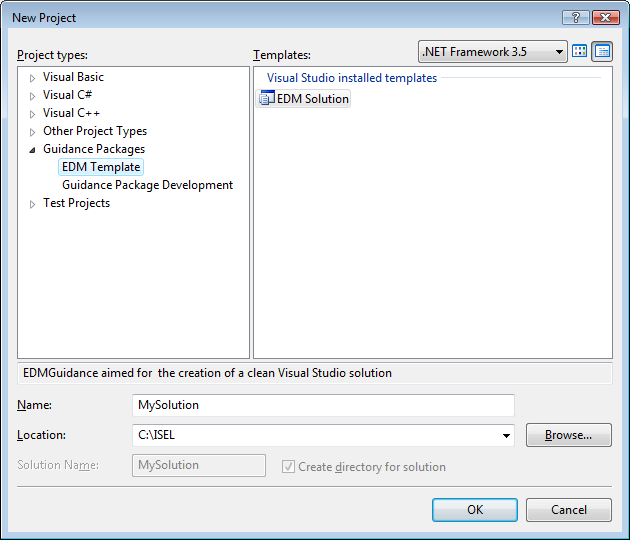 New Project
Project types:
Templates:
.NET Framework 3.5
Visual Basic
Visual C#
Visual C++
Other Project Types
Guidance Packages
EDM Template
Guidance Package Development
Test Projects
Visual Studio installed templates
EDM Solution
EDMGuidance aimed for  the creation of a clean Visual Studio solution
Name:
MySolution
Location:
C:\ISEL
Browse...
Solution Name:
MySolution
Create directory for solution
OK
Cancel